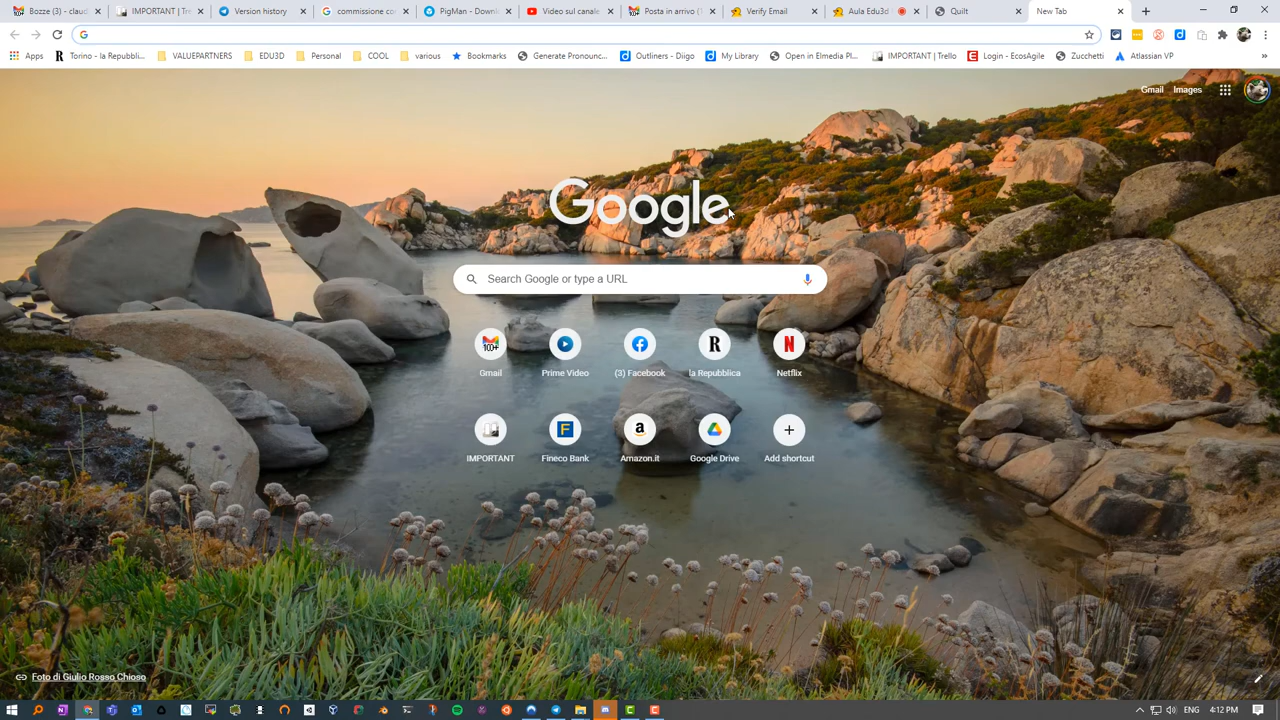 Bozze (3) - claud
IMPORTANT | Tre
Version history
commissione co
PigMan - Downl
Video sul canale
Posta in arrivo (1
Verify Email
Aula Edu3d
Quilt
New Tab
Apps
Torino - la Repubbli...
VALUEPARTNERS
EDU3D
Personal
COOL
various
Bookmarks
Generate Pronounc...
Outliners - Diigo
My Library
Open in Elmedia Pl...
IMPORTANT | Trello
Login - EcosAgile
Zucchetti
Atlassian VP
»
Gmail Images
Google
Search Google or type a URL
100+
Gmail
Prime Video
(3) Facebook
la Repubblica
Netflix
IMPORTANT
Fineco Bank
Amazon.it
Google Drive
Add shortcut
Foto di Giulio Rosso Chioso
ENG 4:12 PM